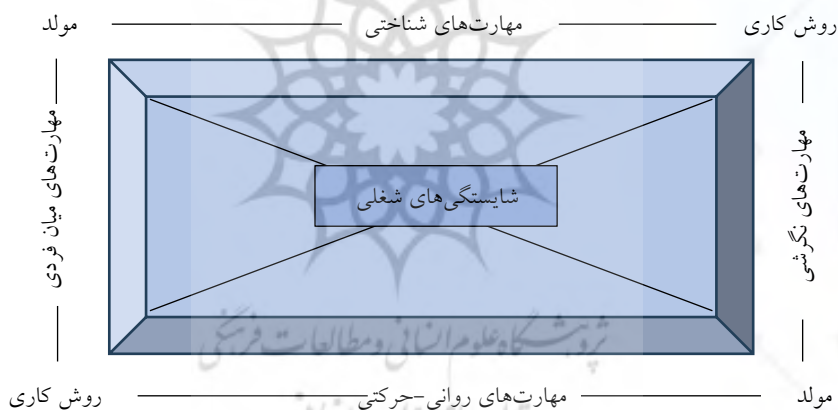 روش کاری مهارت‌های شناختی مولد
مهارت‌های نگرشی
مهارت‌های میان فردی
شایستگی‌های شغلی
پژوهشگاه علوم انسانی و مطالعات فرهنگی
مولد مهارت‌های روانی-حرکتی روش کاری